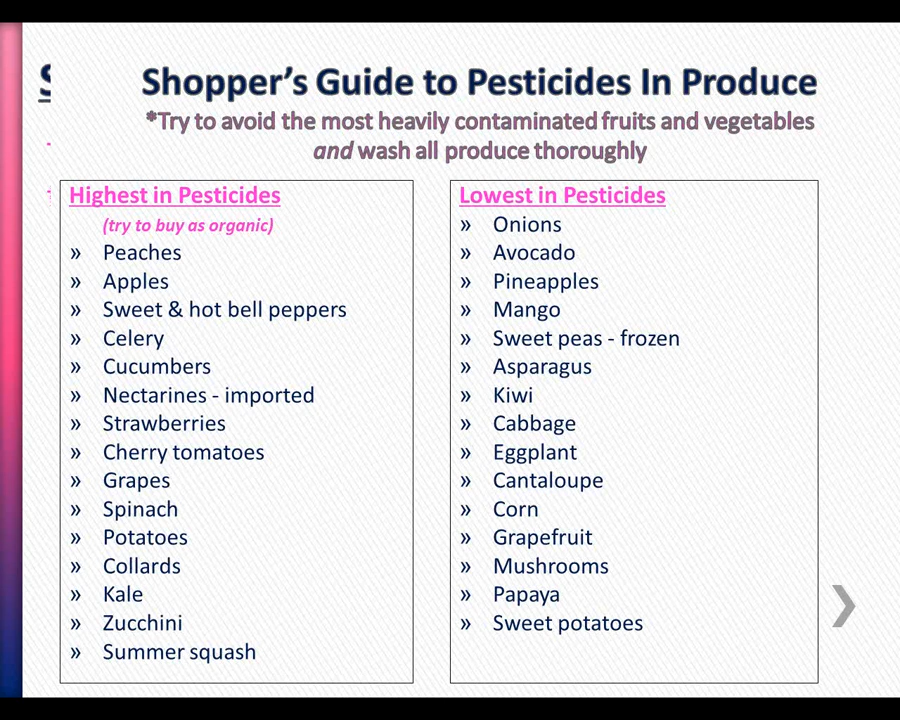 Shopper's Guide to Pesticides In Produce
*Try to avoid the most heavily contaminated fruits and vegetables
and wash all produce thoroughly
Highest in Pesticides
(try to buy as organic)
» Peaches
» Apples
» Sweet & hot bell peppers
» Celery
» Cucumbers
» Nectarines - imported
» Strawberries
» Cherry tomatoes
» Grapes
» Spinach
» Potatoes
» Collards
» Kale
» Zucchini
» Summer squash
Lowest in Pesticides
» Onions
» Avocado
» Pineapples
» Mango
» Sweet peas - frozen
» Asparagus
» Kiwi
» Cabbage
» Eggplant
» Cantaloupe
» Corn
» Grapefruit
» Mushrooms
» Papaya
» Sweet potatoes